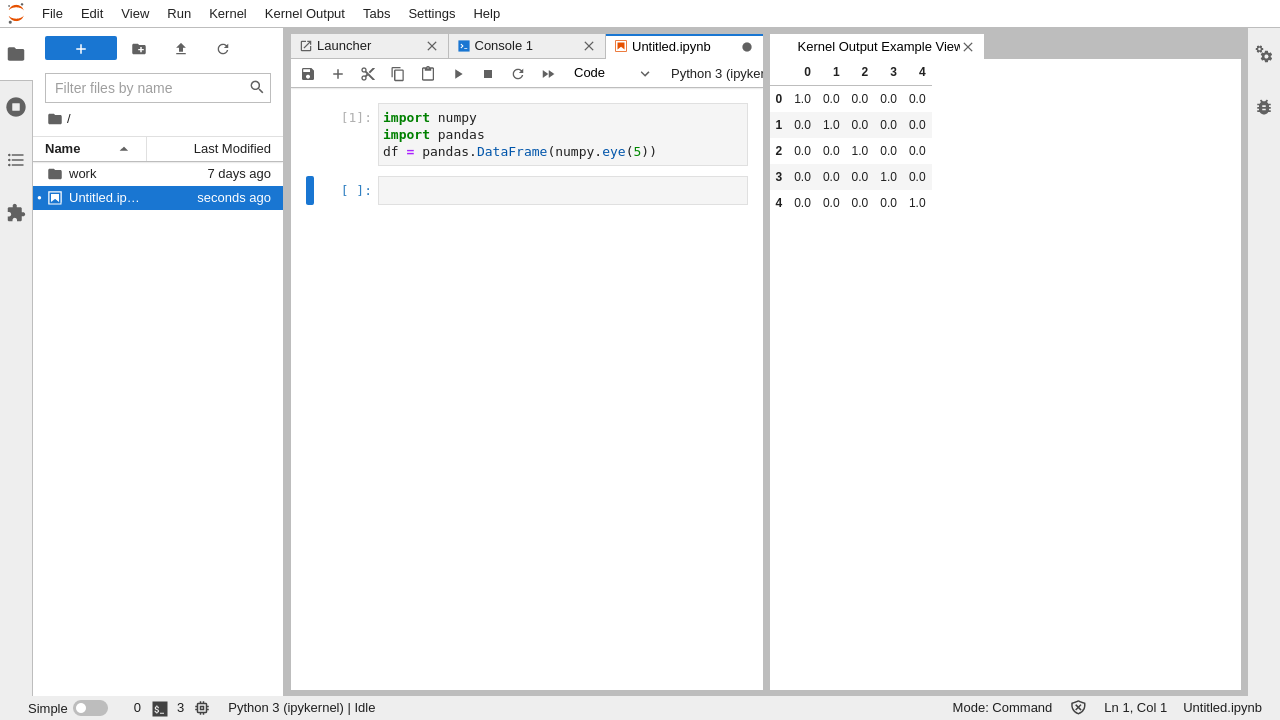 File Edit View Run Kernel Kernel Output Tabs Settings Help
Filter files by name
/
Name Last Modified
work 7 days ago
Untitled.ip… seconds ago
Launcher Console 1 Untitled.ipynb
Code Python 3 (ipyker
[1]: import numpy
import pandas
df = pandas.DataFrame(numpy.eye(5))
[ ]:
Kernel Output Example View
0 1 2 3 4
0 1.0 0.0 0.0 0.0 0.0
1 0.0 1.0 0.0 0.0 0.0
2 0.0 0.0 1.0 0.0 0.0
3 0.0 0.0 0.0 1.0 0.0
4 0.0 0.0 0.0 0.0 1.0
Simple 0 3 Python 3 (ipykernel) | Idle Mode: Command Ln 1, Col 1 Untitled.ipynb